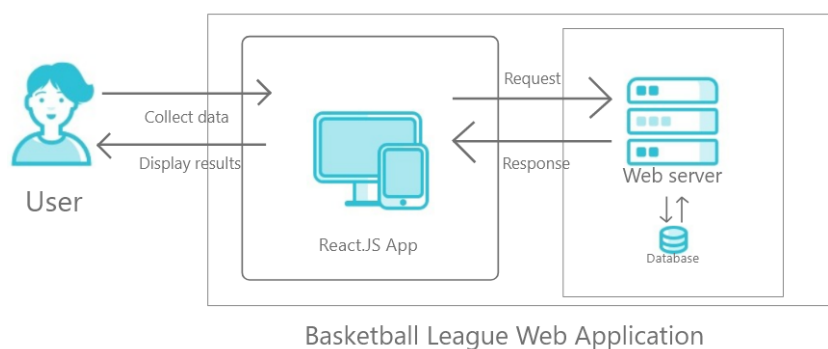 Request
Collect data
Display results
Response
Web server
User
React.JS App
Database
Basketball League Web Application